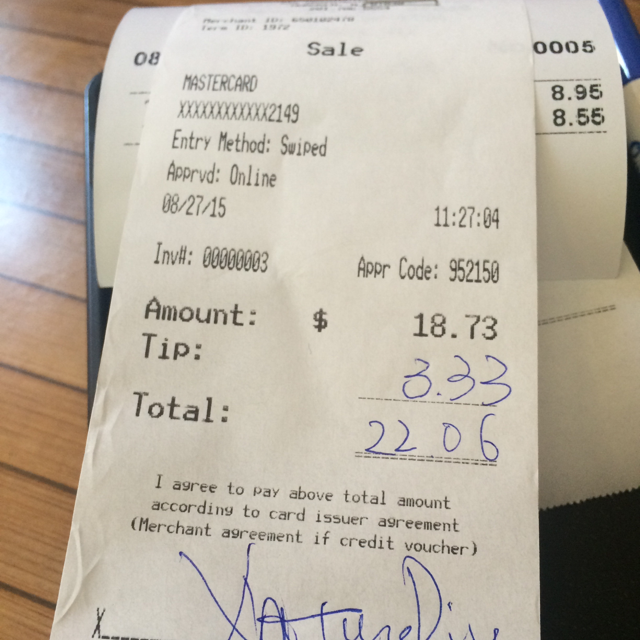 Merchant ID: 650102470
Term ID: 1972
Sale
08
0005
8.95
8.55
MASTERCARD
XXXXXXXXXXXX2149
Entry Method: Swiped
Apprvd: Online
08/27/15 11:27:04
Inv#: 00000003 Appr Code: 952150
Amount: $ 18.73
Tip: 3.33
Total: 22 06
I agree to pay above total amount
according to card issuer agreement
(Merchant agreement if credit voucher)
X